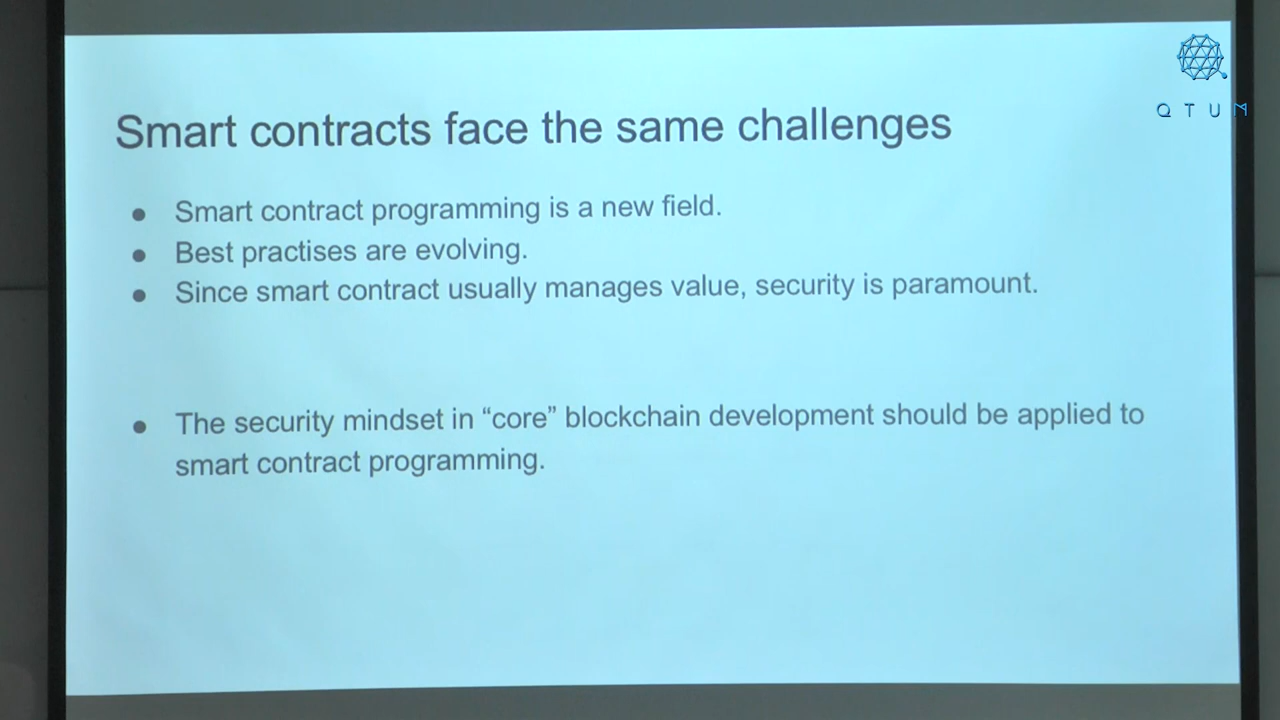 QTUM
Smart contracts face the same challenges
● Smart contract programming is a new field.
● Best practises are evolving.
● Since smart contract usually manages value, security is paramount.
● The security mindset in “core” blockchain development should be applied to
smart contract programming.